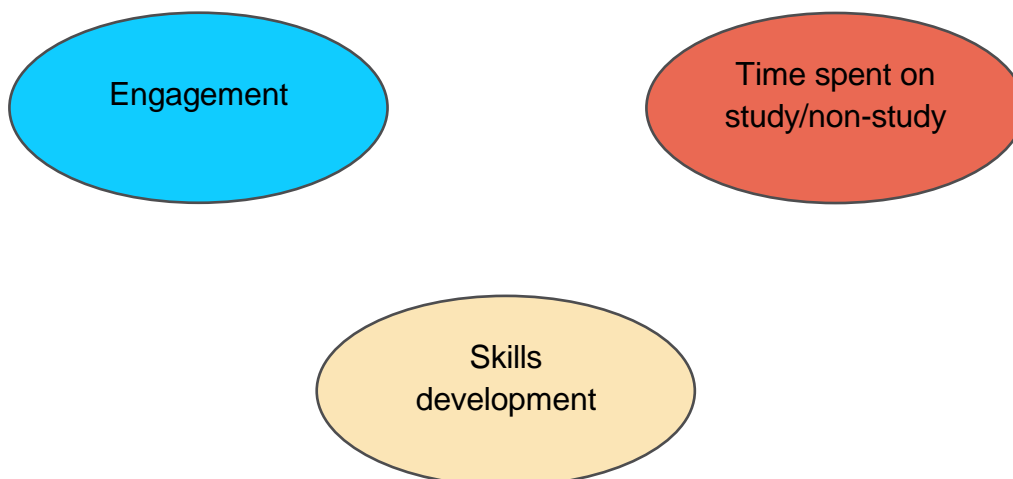 Engagement
Time spent on
study/non-study
Skills
development